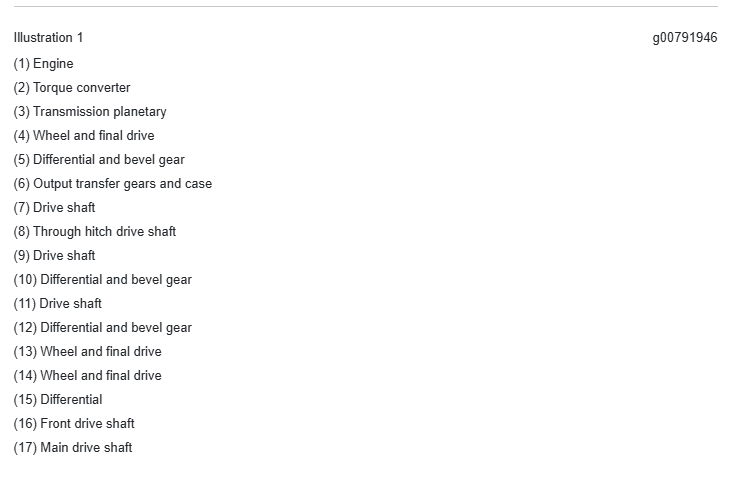 Illustration 1 g00791946
(1) Engine
(2) Torque converter
(3) Transmission planetary
(4) Wheel and final drive
(5) Differential and bevel gear
(6) Output transfer gears and case
(7) Drive shaft
(8) Through hitch drive shaft
(9) Drive shaft
(10) Differential and bevel gear
(11) Drive shaft
(12) Differential and bevel gear
(13) Wheel and final drive
(14) Wheel and final drive
(15) Differential
(16) Front drive shaft
(17) Main drive shaft